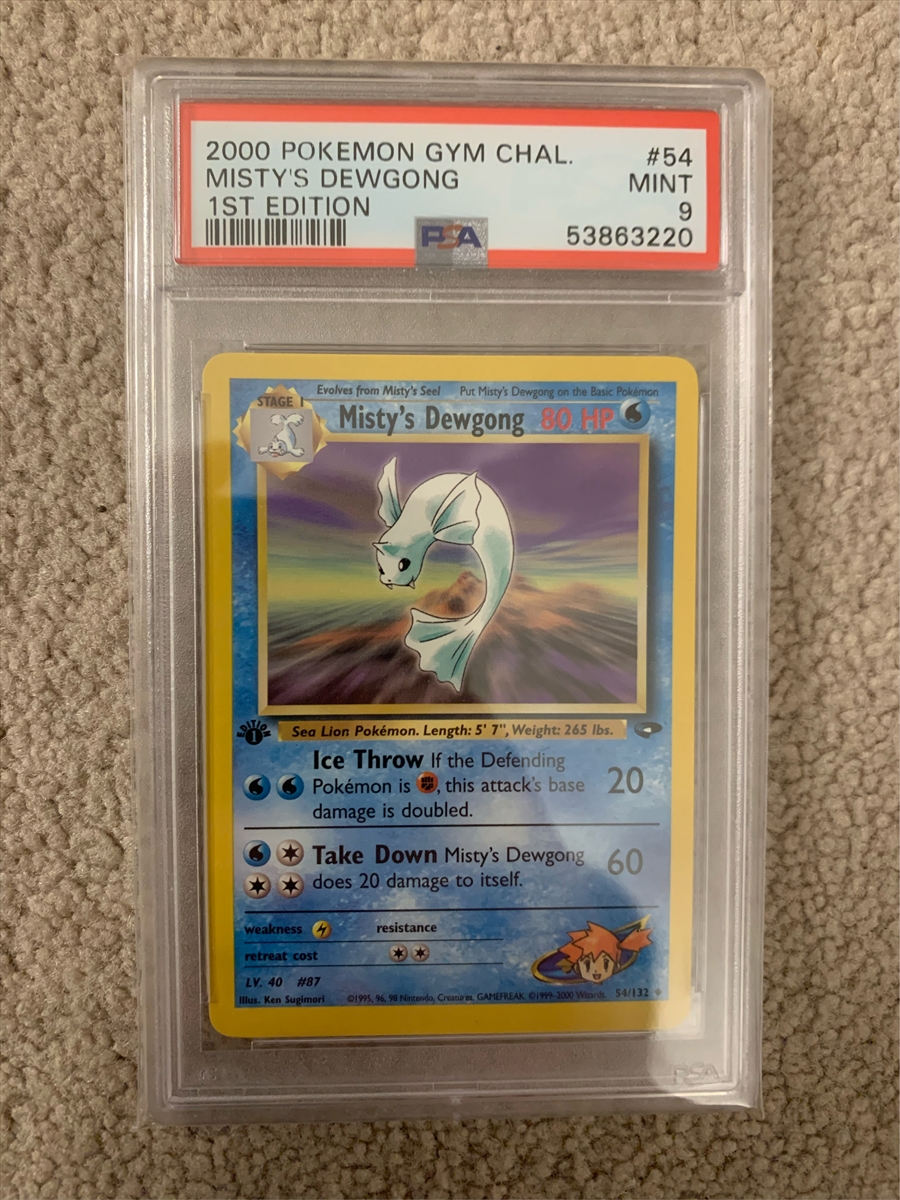 2000 POKEMON GYM CHAL. #54
MISTY'S DEWGONG MINT
1ST EDITION 9
PSA 53863220
STAGE 1 Evolves from Misty's Seel Put Misty's Dewgong on the Basic Pokémon
Misty's Dewgong 80 HP
EDITION 1
Sea Lion Pokémon. Length: 5' 7", Weight: 265 lbs.
Ice Throw If the Defending
Pokémon is , this attack's base 20
damage is doubled.
Take Down Misty's Dewgong 60
does 20 damage to itself.
weakness resistance
retreat cost
LV. 40 #87
Illus. Ken Sugimori ©1995, 96, 98 Nintendo, Creatures, GAMEFREAK. ©1999-2000 Wizards. 54/132
PSA